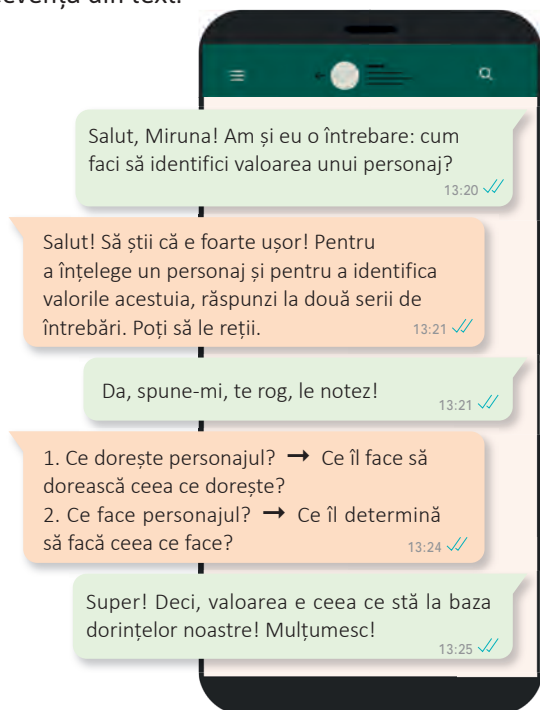 Salut, Miruna! Am și eu o întrebare: cum
faci să identifici valoarea unui personaj?
13:20
Salut! Să știi că e foarte ușor! Pentru
a înțelege un personaj și pentru a identifica
valorile acestuia, răspunzi la două serii de
întrebări. Poți să le reții.
13:21
Da, spune-mi, te rog, le notez!
13:21
1. Ce dorește personajul? ➞ Ce îl face să
dorească ceea ce dorește?
2. Ce face personajul? ➞ Ce îl determină
să facă ceea ce face?
13:24
Super! Deci, valoarea e ceea ce stă la baza
dorințelor noastre! Mulțumesc!
13:25